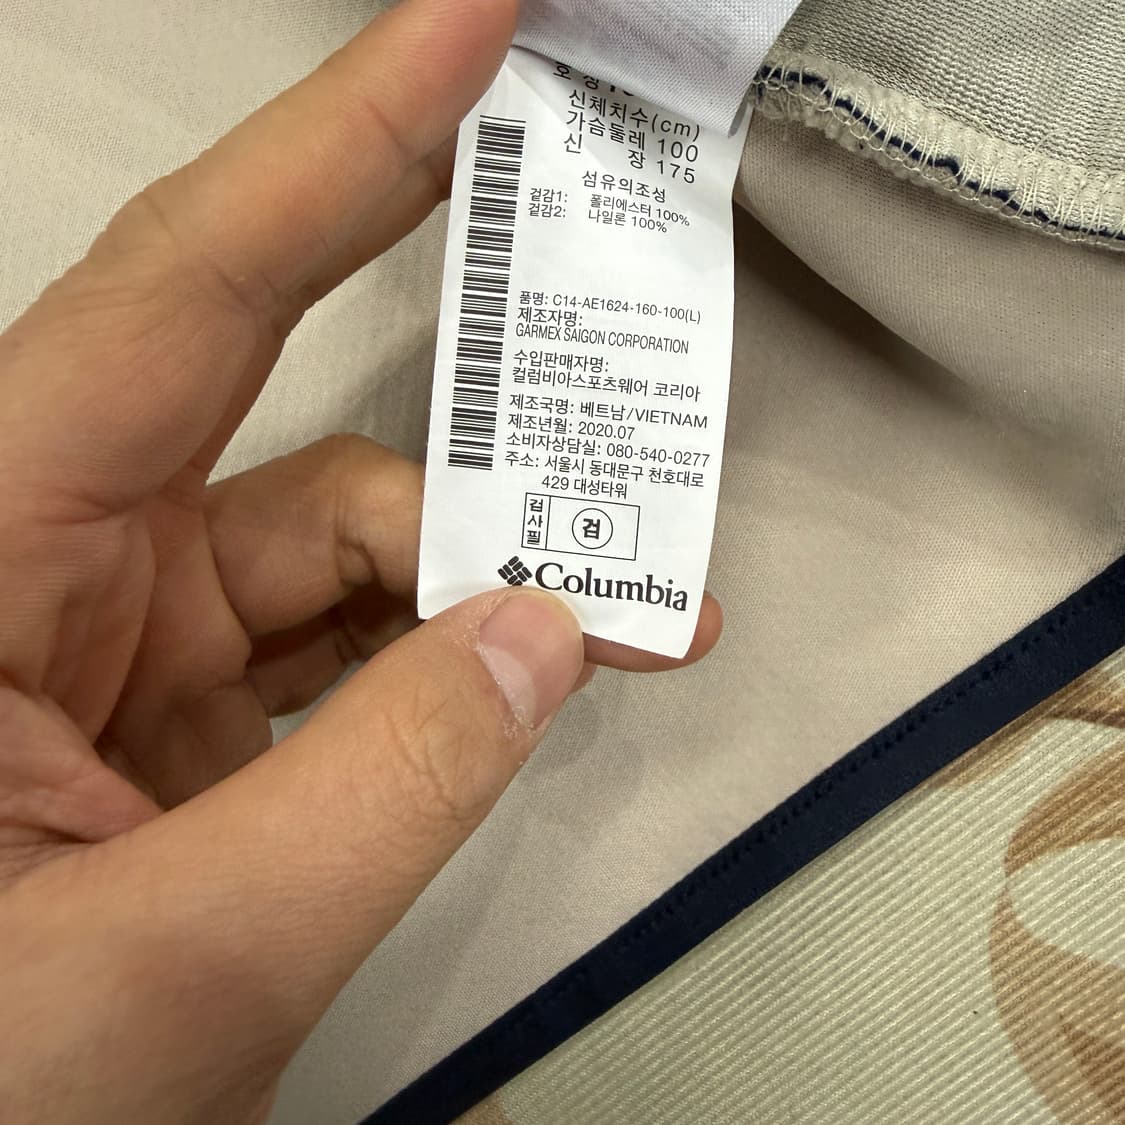 신체치수(cm)
가슴둘레 100
신 장 175
섬유의조성
겉감1: 폴리에스터 100%
겉감2: 나일론 100%
품명: C14-AE1624-160-100(L)
제조자명:
GARMEX SAIGON CORPORATION
수입판매자명:
컬럼비아스포츠웨어 코리아
제조국명: 베트남/VIETNAM
제조년월: 2020.07
소비자상담실: 080-540-0277
주소: 서울시 동대문구 천호대로
429 대성타워
검사필
검
Columbia